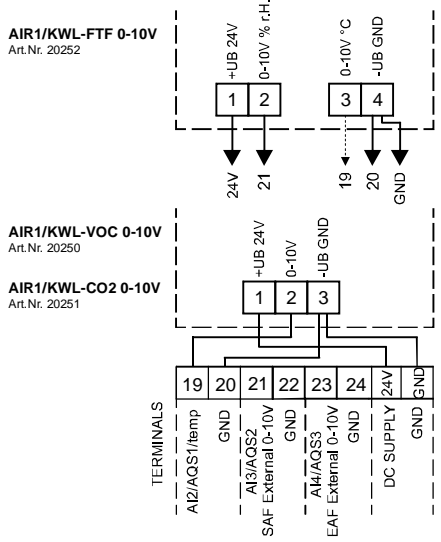 AIR1/KWL-FTF 0-10V
Art.Nr. 20252
+UB 24V
0-10V % r.H.
0-10V °C
-UB GND
1 2 3 4
24V 21 19 20 GND
AIR1/KWL-VOC 0-10V
Art.Nr. 20250
AIR1/KWL-CO2 0-10V
Art.Nr. 20251
+UB 24V
0-10V
-UB GND
1 2 3
19 20 21 22 23 24 24V GND
TERMINALS
AI2/AQS1/temp
GND
AI3/AQS2
SAF External 0-10V
GND
AI4/AQS3
EAF External 0-10V
GND
DC SUPPLY
GND